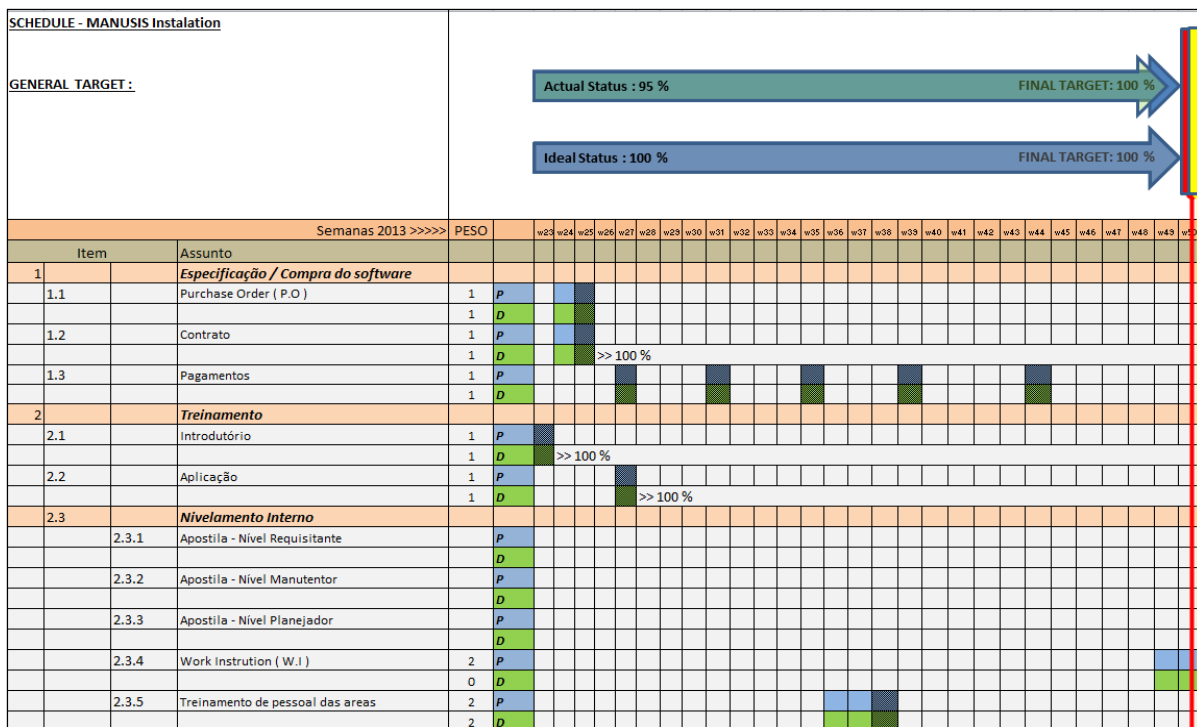 SCHEDULE - MANUSIS Instalation
GENERAL TARGET :
Actual Status : 95 % FINAL TARGET: 100 %
Ideal Status : 100 % FINAL TARGET: 100 %
Semanas 2013 >>>>> PESO w23 w24 w25 w26 w27 w28 w29 w30 w31 w32 w33 w34 w35 w36 w37 w38 w39 w40 w41 w42 w43 w44 w45 w46 w47 w48 w49 w50
Item Assunto
1 Especificação / Compra do software
1.1 Purchase Order ( P.O ) 1 P
1 D
1.2 Contrato 1 P
1 D >> 100 %
1.3 Pagamentos 1 P
1 D
2 Treinamento
2.1 Introdutório 1 P
1 D >> 100 %
2.2 Aplicação 1 P
1 D >> 100 %
2.3 Nivelamento Interno
2.3.1 Apostila - Nível Requisitante P
D
2.3.2 Apostila - Nível Manutentor P
D
2.3.3 Apostila - Nível Planejador P
D
2.3.4 Work Instrution ( W.I ) 2 P
0 D
2.3.5 Treinamento de pessoal das areas 2 P
2 D